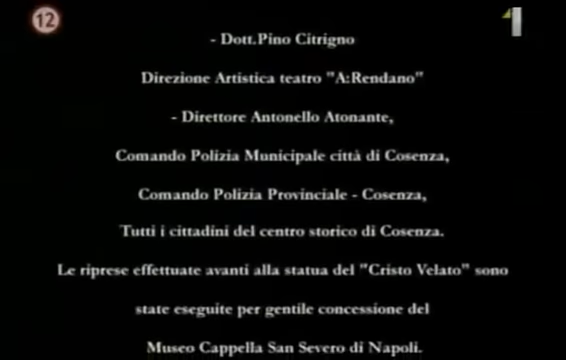 12
1
- Dott.Pino Citrigno
Direzione Artistica teatro "A:Rendano"
- Direttore Antonello Atonante,
Comando Polizia Municipale città di Cosenza,
Comando Polizia Provinciale - Cosenza,
Tutti i cittadini del centro storico di Cosenza.
Le riprese effettuate avanti alla statua del "Cristo Velato" sono
state eseguite per gentile concessione del
Museo Cappella San Severo di Napoli.